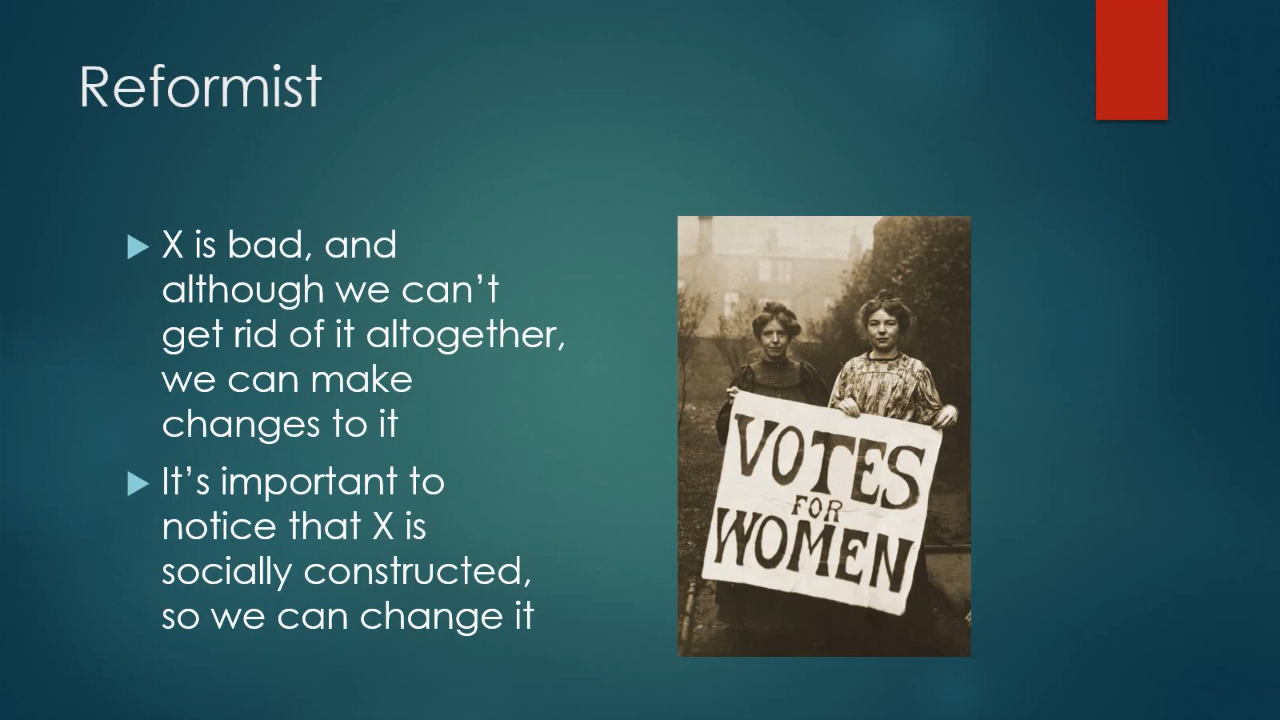 Reformist
X is bad, and
although we can’t
get rid of it altogether,
we can make
changes to it
It’s important to
notice that X is
socially constructed,
so we can change it
VOTES
FOR
WOMEN